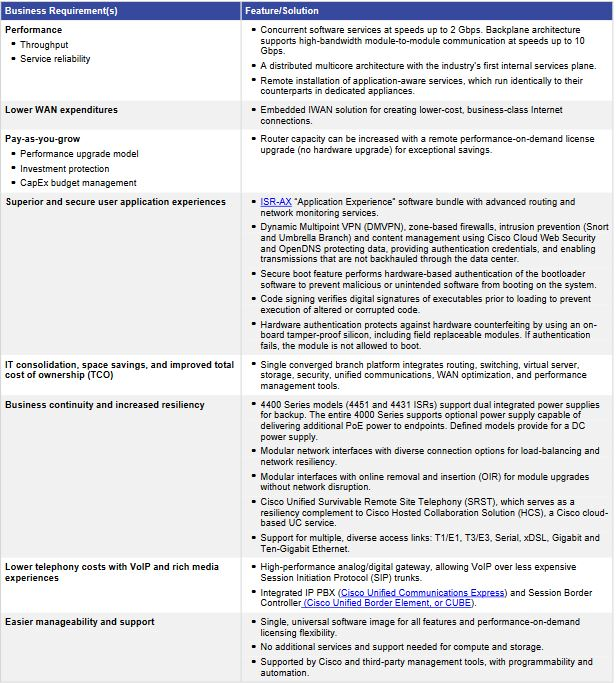 Business Requirement(s)
Feature/Solution
Performance
• Throughput
• Service reliability
• Concurrent software services at speeds up to 2 Gbps. Backplane architecture
supports high-bandwidth module-to-module communication at speeds up to 10
Gbps.
• A distributed multicore architecture with the industry's first internal services plane.
• Remote installation of application-aware services, which run identically to their
counterparts in dedicated appliances.
Lower WAN expenditures
• Embedded IWAN solution for creating lower-cost, business-class Internet
connections.
Pay-as-you-grow
• Performance upgrade model
• Investment protection
• CapEx budget management
• Router capacity can be increased with a remote performance-on-demand license
upgrade (no hardware upgrade) for exceptional savings.
Superior and secure user application experiences
• ISR-AX "Application Experience" software bundle with advanced routing and
network monitoring services.
• Dynamic Multipoint VPN (DMVPN), zone-based firewalls, intrusion prevention (Snort
and Umbrella Branch) and content management using Cisco Cloud Web Security
and OpenDNS protecting data, providing authentication credentials, and enabling
transmissions that are not backhauled through the data center.
• Secure boot feature performs hardware-based authentication of the bootloader
software to prevent malicious or unintended software from booting on the system.
• Code signing verifies digital signatures of executables prior to loading to prevent
execution of altered or corrupted code.
• Hardware authentication protects against hardware counterfeiting by using an on-
board tamper-proof silicon, including field replaceable modules. If authentication
fails, the module is not allowed to boot.
IT consolidation, space savings, and improved total
cost of ownership (TCO)
• Single converged branch platform integrates routing, switching, virtual server,
storage, security, unified communications, WAN optimization, and performance
management tools.
Business continuity and increased resiliency
• 4400 Series models (4451 and 4431 ISRs) support dual integrated power supplies
for backup. The entire 4000 Series supports optional power supply capable of
delivering additional PoE power to endpoints. Defined models provide for a DC
power supply.
• Modular network interfaces with diverse connection options for load-balancing and
network resiliency.
• Modular interfaces with online removal and insertion (OIR) for module upgrades
without network disruption.
• Cisco Unified Survivable Remote Site Telephony (SRST), which serves as a
resiliency complement to Cisco Hosted Collaboration Solution (HCS), a Cisco cloud-
based UC service.
• Support for multiple, diverse access links: T1/E1, T3/E3, Serial, xDSL, Gigabit and
Ten-Gigabit Ethernet.
Lower telephony costs with VoIP and rich media
experiences
• High-performance analog/digital gateway, allowing VoIP over less expensive
Session Initiation Protocol (SIP) trunks.
• Integrated IP PBX (Cisco Unified Communications Express) and Session Border
Controller (Cisco Unified Border Element, or CUBE).
Easier manageability and support
• Single, universal software image for all features and performance-on-demand
licensing flexibility.
• No additional services and support needed for compute and storage.
• Supported by Cisco and third-party management tools, with programmability and
automation.